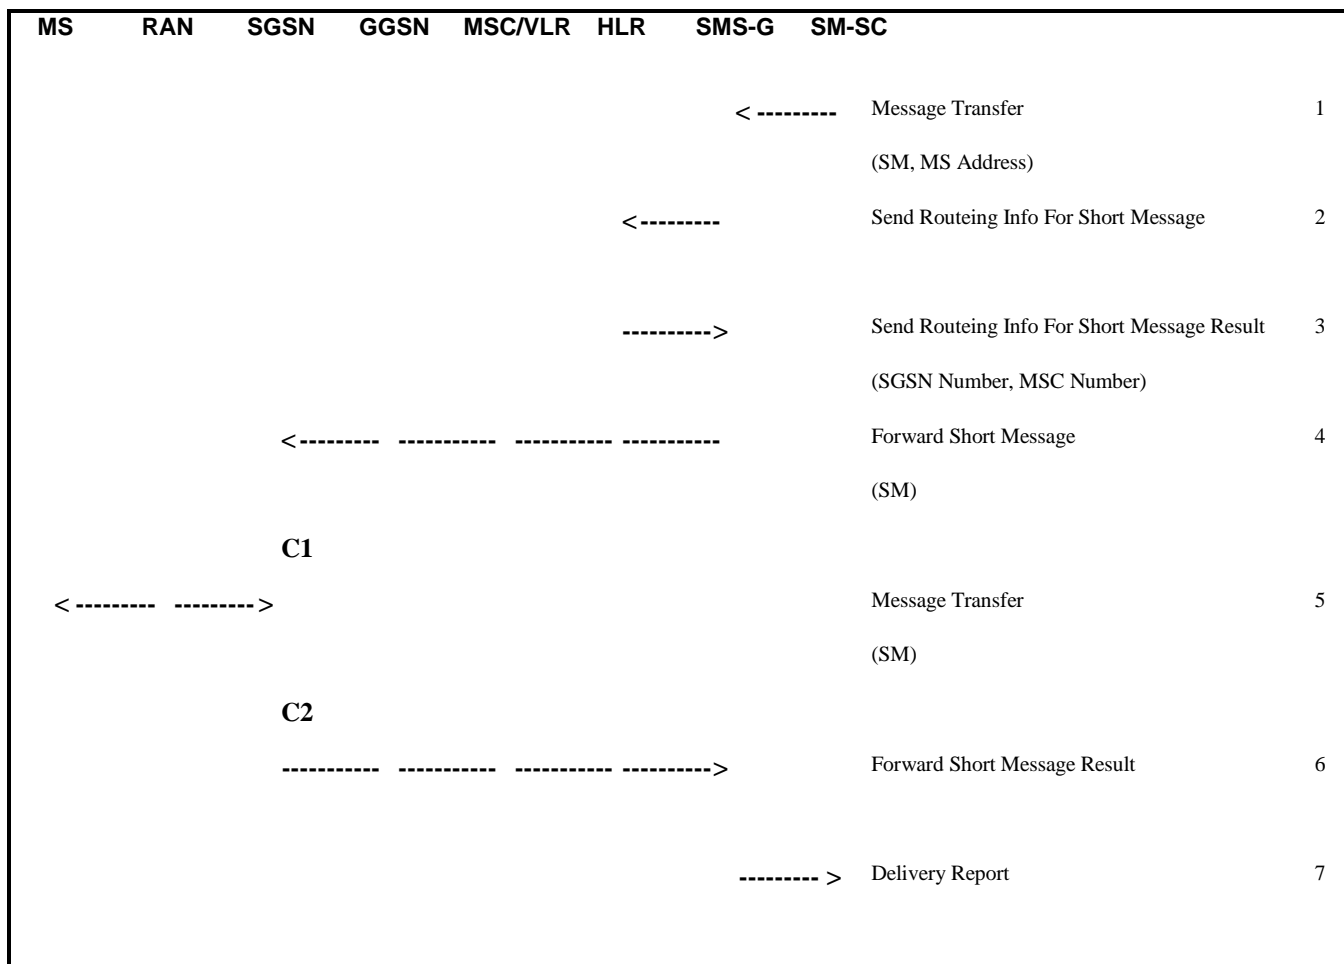 MS RAN SGSN GGSN MSC/VLR HLR SMS-G SM-SC
< --------- Message Transfer 1
(SM, MS Address)
<--------- Send Routeing Info For Short Message 2
----------> Send Routeing Info For Short Message Result 3
(SGSN Number, MSC Number)
<--------- ----------- ----------- ----------- Forward Short Message 4
(SM)
C1
< --------- ---------> Message Transfer 5
(SM)
C2
----------- ----------- ----------- ----------> Forward Short Message Result 6
--------- > Delivery Report 7